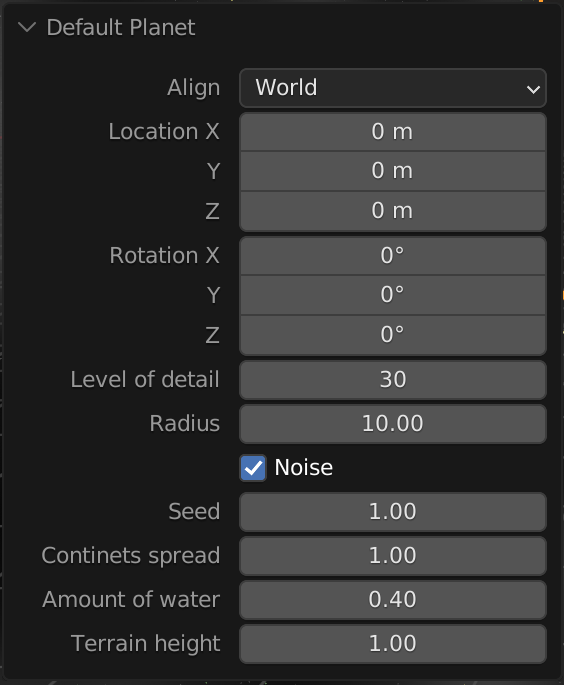 Default Planet
Align World
Location X 0 m
Y 0 m
Z 0 m
Rotation X 0°
Y 0°
Z 0°
Level of detail 30
Radius 10.00
Noise
Seed 1.00
Continets spread 1.00
Amount of water 0.40
Terrain height 1.00